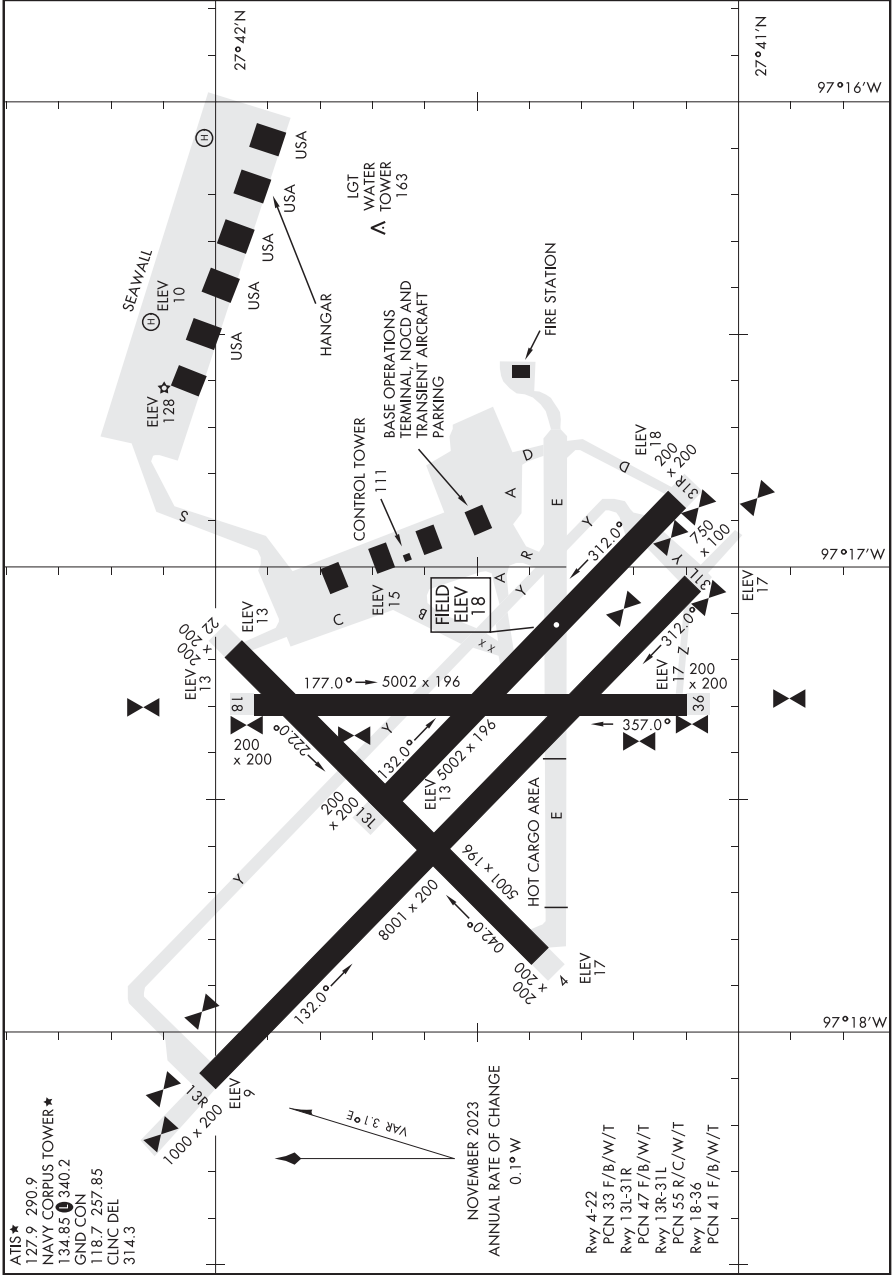 ATIS★
127.9 290.9
NAVY CORPUS TOWER★
134.85 L 340.2
GND CON
118.7 257.85
CLNC DEL
314.3
27°42'N
27°41'N
97°16'W
97°17'W
97°18'W
SEAWALL
H
H
ELEV
10
ELEV
128
USA
USA
USA
USA
USA
USA
HANGAR
LGT
WATER
TOWER
163
FIRE STATION
BASE OPERATIONS
TERMINAL, NOCD AND
TRANSIENT AIRCRAFT
PARKING
CONTROL TOWER
111
ELEV
15
FIELD
ELEV
18
S
C
B
A
R
A
D
D
E
E
Y
Y
Y
Y
Y
Z
x x
ELEV
13
22
200
x 200
ELEV
13
18
200
x 200
177.0°
5002 x 196
222.0°
132.0°
5002 x 196
200
x 200
13L
ELEV
13
312.0°
ELEV
18
200
x 200
31R
750
x 100
31L
ELEV
17
312.0°
ELEV
17
200
x 200
36
357.0°
HOT CARGO AREA
5001 x 196
042.0°
200
x 200
4
ELEV
17
8001 x 200
132.0°
13R
1000 x 200
ELEV
9
VAR 3.1°E
NOVEMBER 2023
ANNUAL RATE OF CHANGE
0.1° W
Rwy 4-22
PCN 33 F/B/W/T
Rwy 13L-31R
PCN 47 F/B/W/T
Rwy 13R-31L
PCN 55 R/C/W/T
Rwy 18-36
PCN 41 F/B/W/T